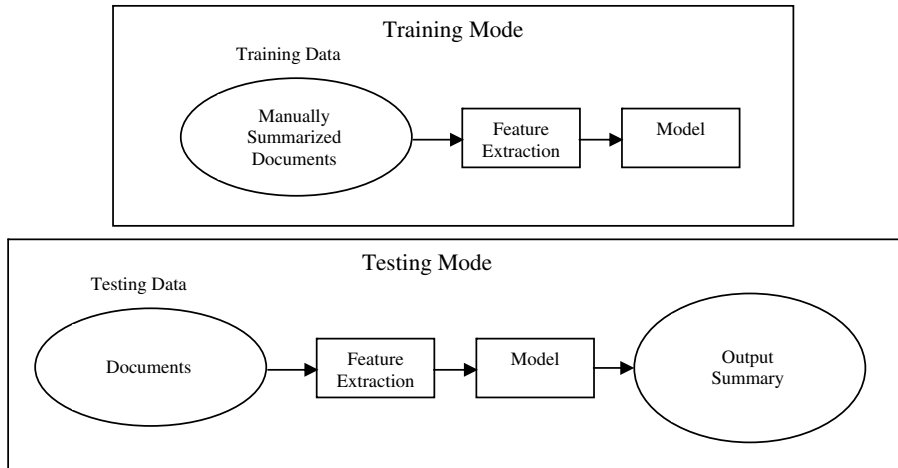 Training Mode
Training Data
Manually
Summarized
Documents
Feature
Extraction
Model
Testing Mode
Testing Data
Documents
Feature
Extraction
Model
Output
Summary